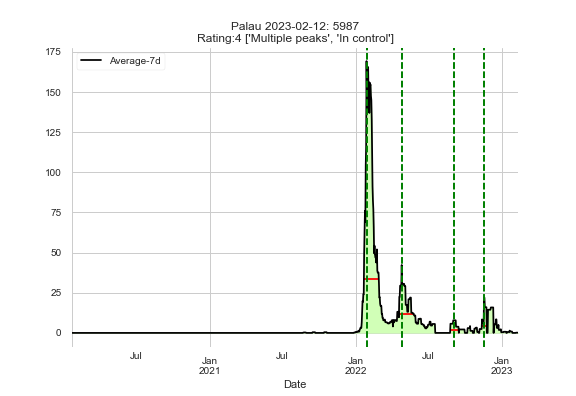 Palau 2023-02-12: 5987
Rating:4 ['Multiple peaks', 'In control']
Average-7d
175
150
125
100
75
50
25
0
Jul
Jan
2021
Jul
Jan
2022
Jul
Jan
2023
Date